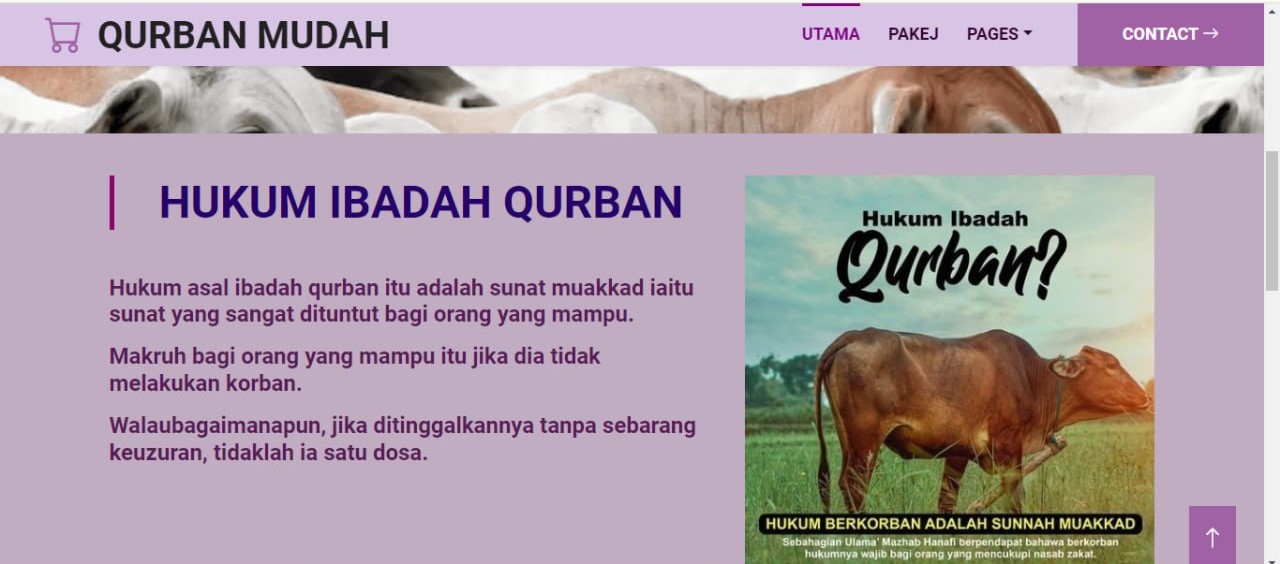 QURBAN MUDAH
UTAMA
PAKEJ
PAGES
CONTACT →
HUKUM IBADAH QURBAN
Hukum asal ibadah qurban itu adalah sunat muakkad iaitu
sunat yang sangat dituntut bagi orang yang mampu.
Makruh bagi orang yang mampu itu jika dia tidak
melakukan korban.
Walaubagaimanapun, jika ditinggalkannya tanpa sebarang
keuzuran, tidaklah ia satu dosa.
Hukum Ibadah
Qurban?
HUKUM BERKORBAN ADALAH SUNNAH MUAKKAD
Sebahagian Ulama' Mazhab Hanafi berpendapat bahawa berkorban
hukumnya wajib bagi orang yang mencukupi nasab zakat.